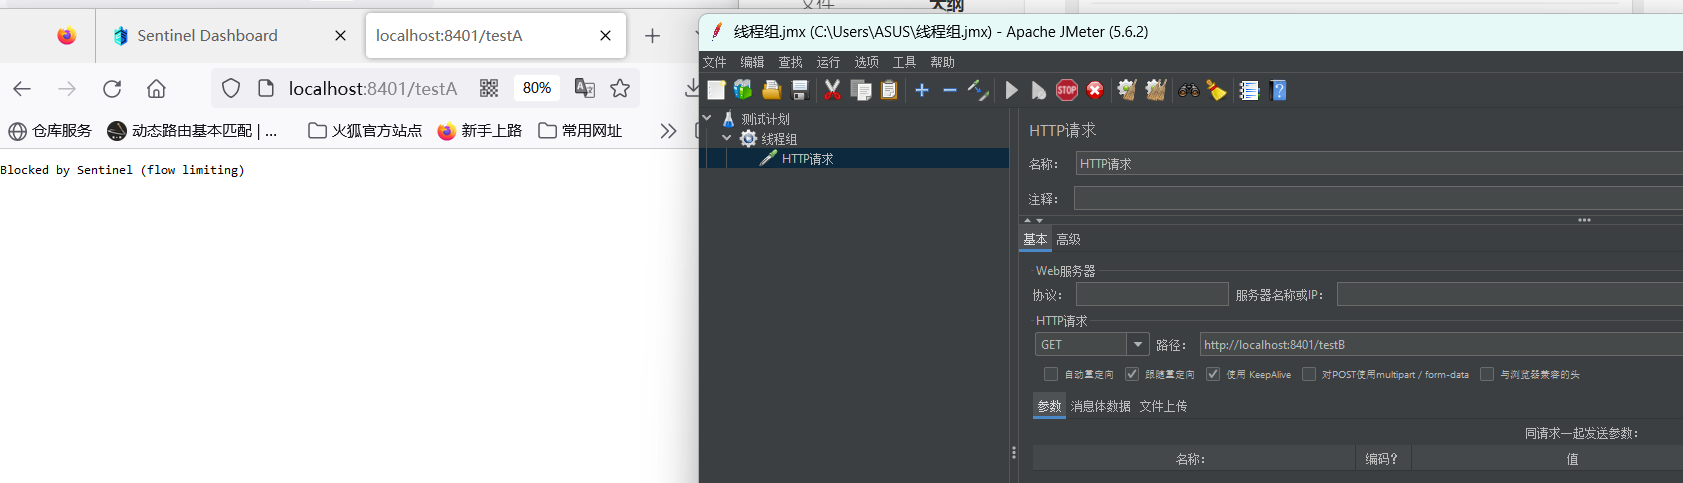 文件
大纲
Sentinel Dashboard
localhost:8401/testA
localhost:8401/testA
80%
仓库服务
动态路由基本匹配 | ...
火狐官方站点
新手上路
常用网址
Blocked by Sentinel (flow limiting)
线程组.jmx (C:\Users\ASUS\线程组.jmx) - Apache JMeter (5.6.2)
文件 编辑 查找 运行 选项 工具 帮助
STOP
测试计划
线程组
HTTP请求
HTTP请求
名称: HTTP请求
注释:
基本 高级
Web服务器
协议: 服务器名称或IP:
HTTP请求
GET 路径: http://localhost:8401/testB
自动重定向 跟随重定向 使用 KeepAlive 对POST使用multipart / form-data 与浏览器兼容的头
参数 消息体数据 文件上传
同请求一起发送参数:
名称: 编码? 值